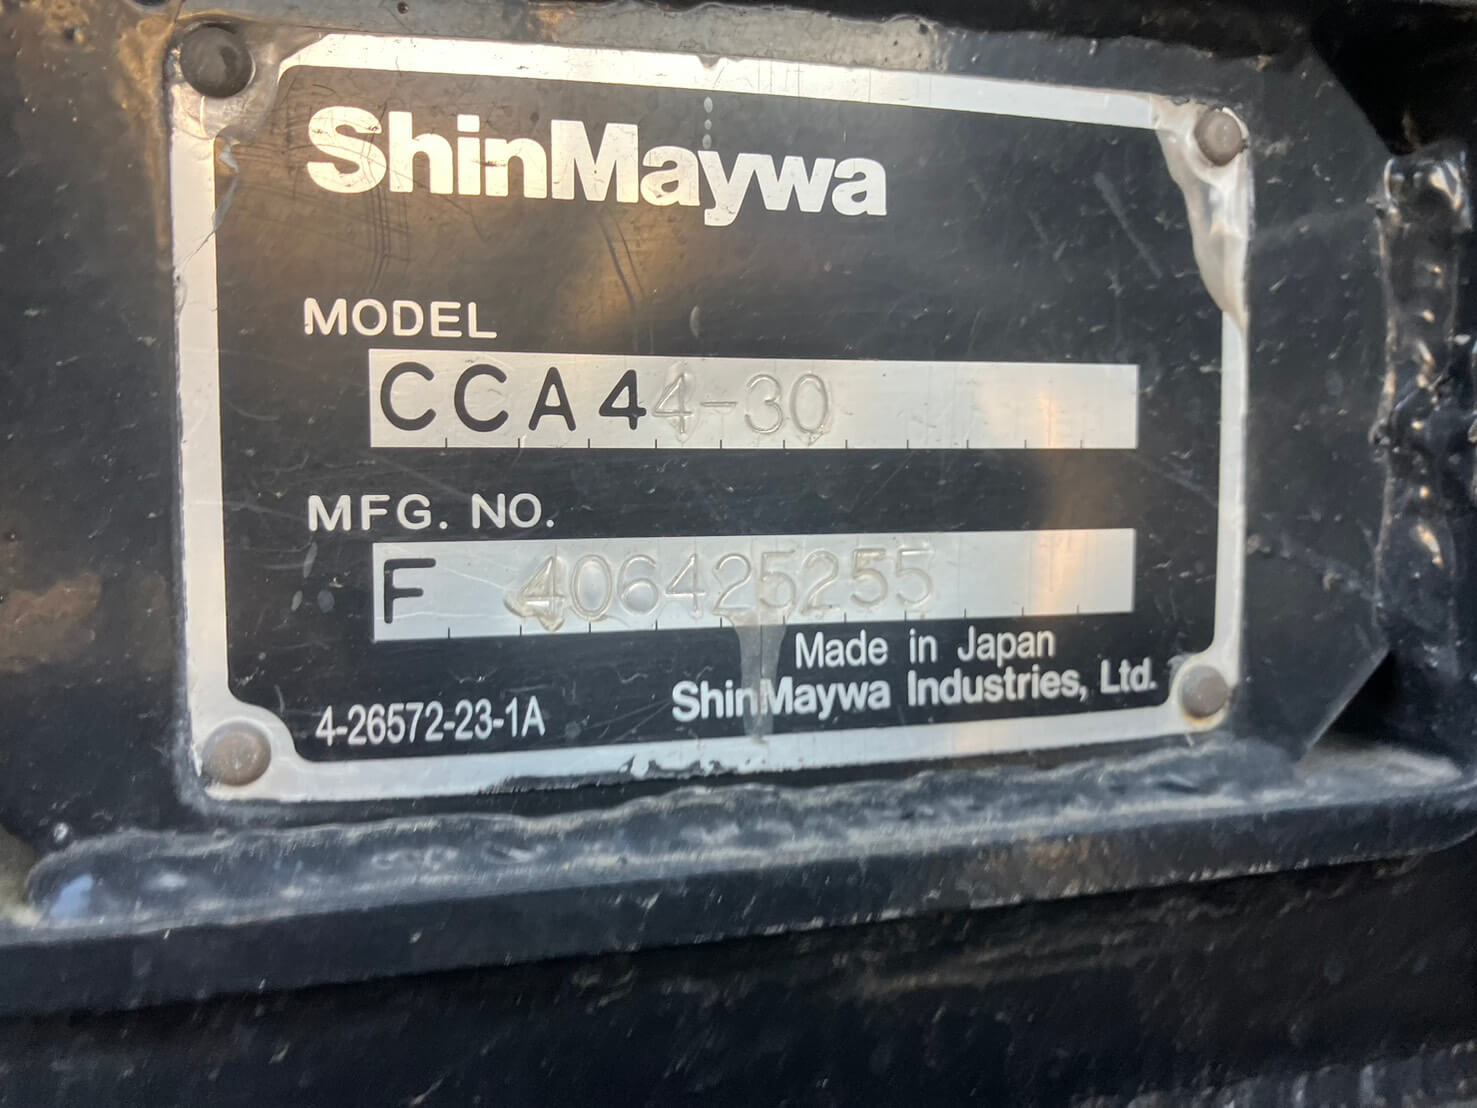 ShinMaywa
MODEL
CCA44-30
MFG. NO.
F 406425255
Made in Japan
ShinMaywa Industries, Ltd.
4-26572-23-1A